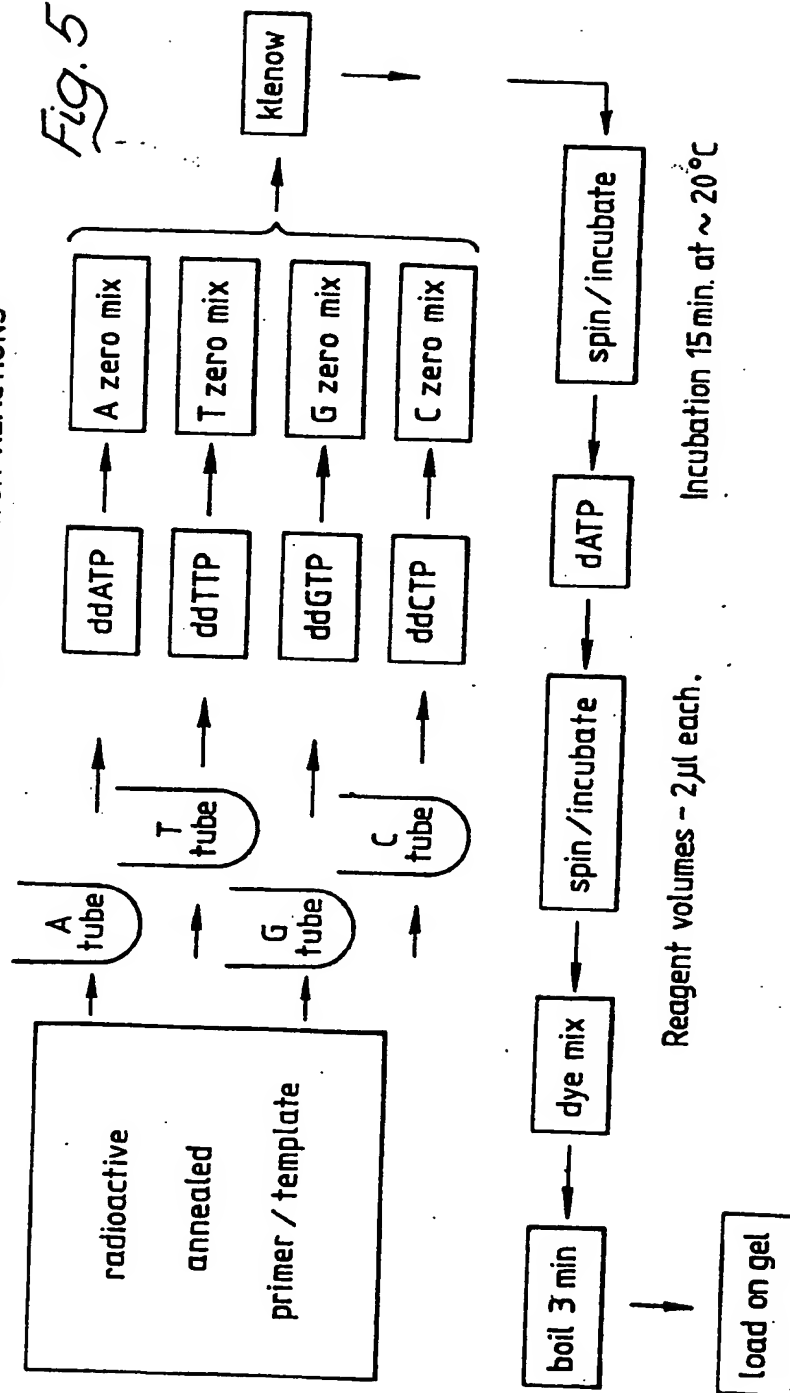 Fig. 5
radioactive
annealed
primer / template
A
tube
T
tube
G
tube
C
tube
ddATP
ddTTP
ddGTP
ddCTP
A zero mix
T zero mix
G zero mix
C zero mix
klenow
spin / incubate
dATP
spin / incubate
dye mix
boil 3 min
load on gel
Incubation 15 min. at ~ 20°C
Reagent volumes - 2µl each.